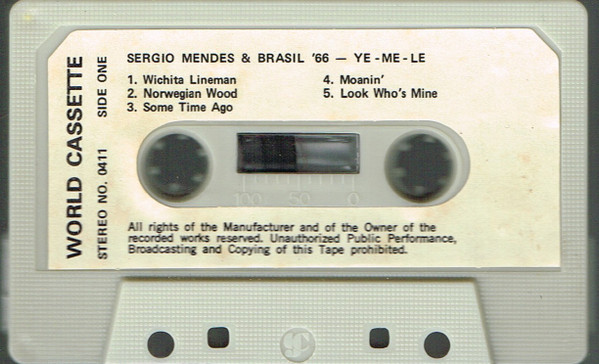 SERGIO MENDES & BRASIL '66 — YE-ME-LE
1. Wichita Lineman
2. Norwegian Wood
3. Some Time Ago
4. Moanin'
5. Look Who's Mine
WORLD CASSETTE
STEREO NO. 0411 SIDE ONE
100 50 0
All rights of the Manufacturer and of the Owner of the
recorded works reserved. Unauthorized Public Performance,
Broadcasting and Copying of this Tape prohibited.